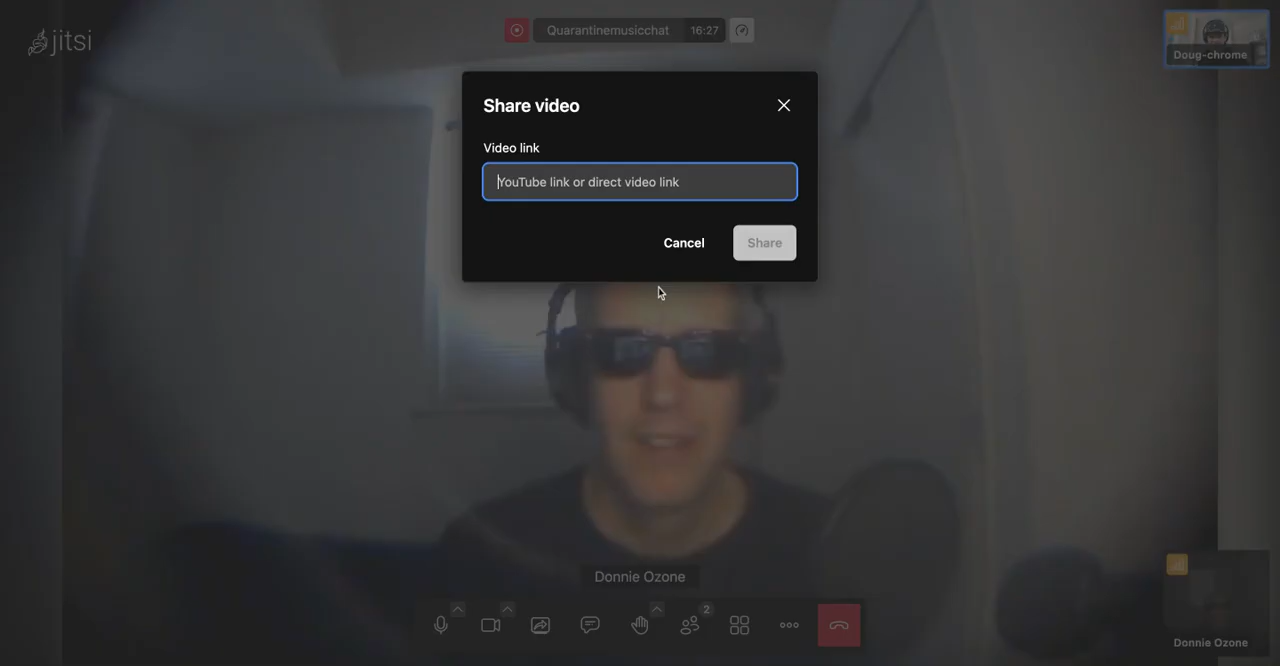 jitsi
Quarantinemusicchat 16:27
Doug-chrome
Share video
Video link
YouTube link or direct video link
Cancel
Share
Donnie Ozone
2
Donnie Ozone